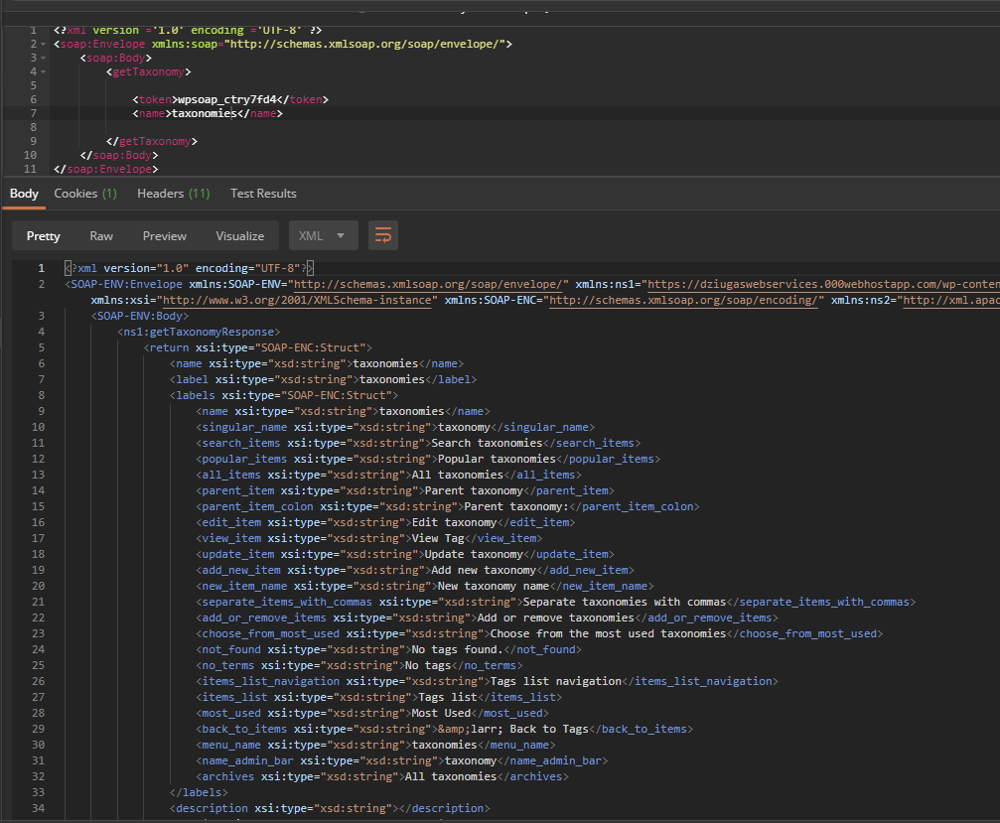 1 <?xml version ='1.0' encoding ='UTF-8' ?>
2 <soap:Envelope xmlns:soap="http://schemas.xmlsoap.org/soap/envelope/">
3 <soap:Body>
4 <getTaxonomy>
5
6 <token>wpsoap_ctry7fd4</token>
7 <name>taxonomies</name>
8
9 </getTaxonomy>
10 </soap:Body>
11 </soap:Envelope>
Body Cookies (1) Headers (11) Test Results
Pretty Raw Preview Visualize XML
1 <?xml version="1.0" encoding="UTF-8"?>
2 <SOAP-ENV:Envelope xmlns:SOAP-ENV="http://schemas.xmlsoap.org/soap/envelope/" xmlns:ns1="https://dziugaswebservices.000webhostapp.com/wp-conten
xmlns:xsi="http://www.w3.org/2001/XMLSchema-instance" xmlns:SOAP-ENC="http://schemas.xmlsoap.org/soap/encoding/" xmlns:ns2="http://xml.apac
3 <SOAP-ENV:Body>
4 <ns1:getTaxonomyResponse>
5 <return xsi:type="SOAP-ENC:Struct">
6 <name xsi:type="xsd:string">taxonomies</name>
7 <label xsi:type="xsd:string">taxonomies</label>
8 <labels xsi:type="SOAP-ENC:Struct">
9 <name xsi:type="xsd:string">taxonomies</name>
10 <singular_name xsi:type="xsd:string">taxonomy</singular_name>
11 <search_items xsi:type="xsd:string">Search taxonomies</search_items>
12 <popular_items xsi:type="xsd:string">Popular taxonomies</popular_items>
13 <all_items xsi:type="xsd:string">All taxonomies</all_items>
14 <parent_item xsi:type="xsd:string">Parent taxonomy</parent_item>
15 <parent_item_colon xsi:type="xsd:string">Parent taxonomy:</parent_item_colon>
16 <edit_item xsi:type="xsd:string">Edit taxonomy</edit_item>
17 <view_item xsi:type="xsd:string">View Tag</view_item>
18 <update_item xsi:type="xsd:string">Update taxonomy</update_item>
19 <add_new_item xsi:type="xsd:string">Add new taxonomy</add_new_item>
20 <new_item_name xsi:type="xsd:string">New taxonomy name</new_item_name>
21 <separate_items_with_commas xsi:type="xsd:string">Separate taxonomies with commas</separate_items_with_commas>
22 <add_or_remove_items xsi:type="xsd:string">Add or remove taxonomies</add_or_remove_items>
23 <choose_from_most_used xsi:type="xsd:string">Choose from the most used taxonomies</choose_from_most_used>
24 <not_found xsi:type="xsd:string">No tags found.</not_found>
25 <no_terms xsi:type="xsd:string">No tags</no_terms>
26 <items_list_navigation xsi:type="xsd:string">Tags list navigation</items_list_navigation>
27 <items_list xsi:type="xsd:string">Tags list</items_list>
28 <most_used xsi:type="xsd:string">Most Used</most_used>
29 <back_to_items xsi:type="xsd:string">&amp;larr; Back to Tags</back_to_items>
30 <menu_name xsi:type="xsd:string">taxonomies</menu_name>
31 <name_admin_bar xsi:type="xsd:string">taxonomy</name_admin_bar>
32 <archives xsi:type="xsd:string">All taxonomies</archives>
33 </labels>
34 <description xsi:type="xsd:string"></description>